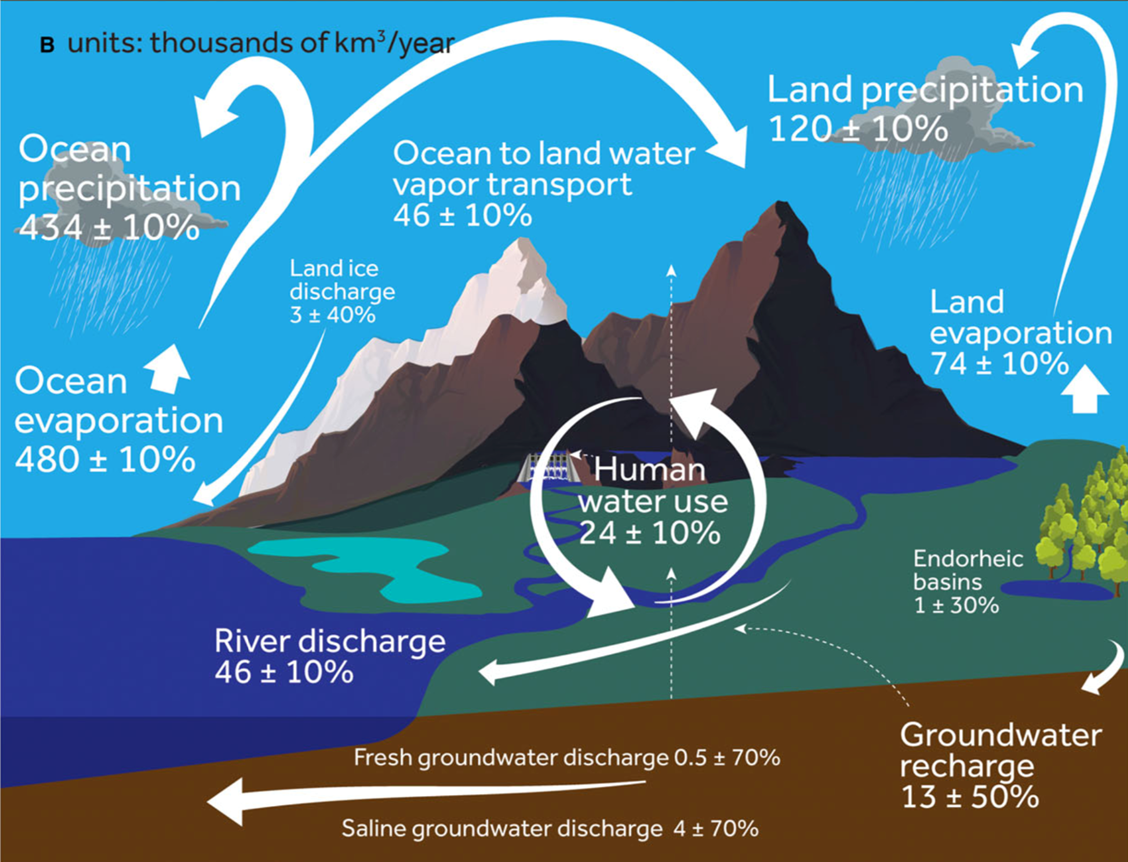 B units: thousands of km³/year
Ocean
precipitation
434 ± 10%
Ocean to land water
vapor transport
46 ± 10%
Land precipitation
120 ± 10%
Land ice
discharge
3 ± 40%
Ocean
evaporation
480 ± 10%
Land
evaporation
74 ± 10%
Human
water use
24 ± 10%
Endorheic
basins
1 ± 30%
River discharge
46 ± 10%
Groundwater
recharge
13 ± 50%
Fresh groundwater discharge 0.5 ± 70%
Saline groundwater discharge 4 ± 70%